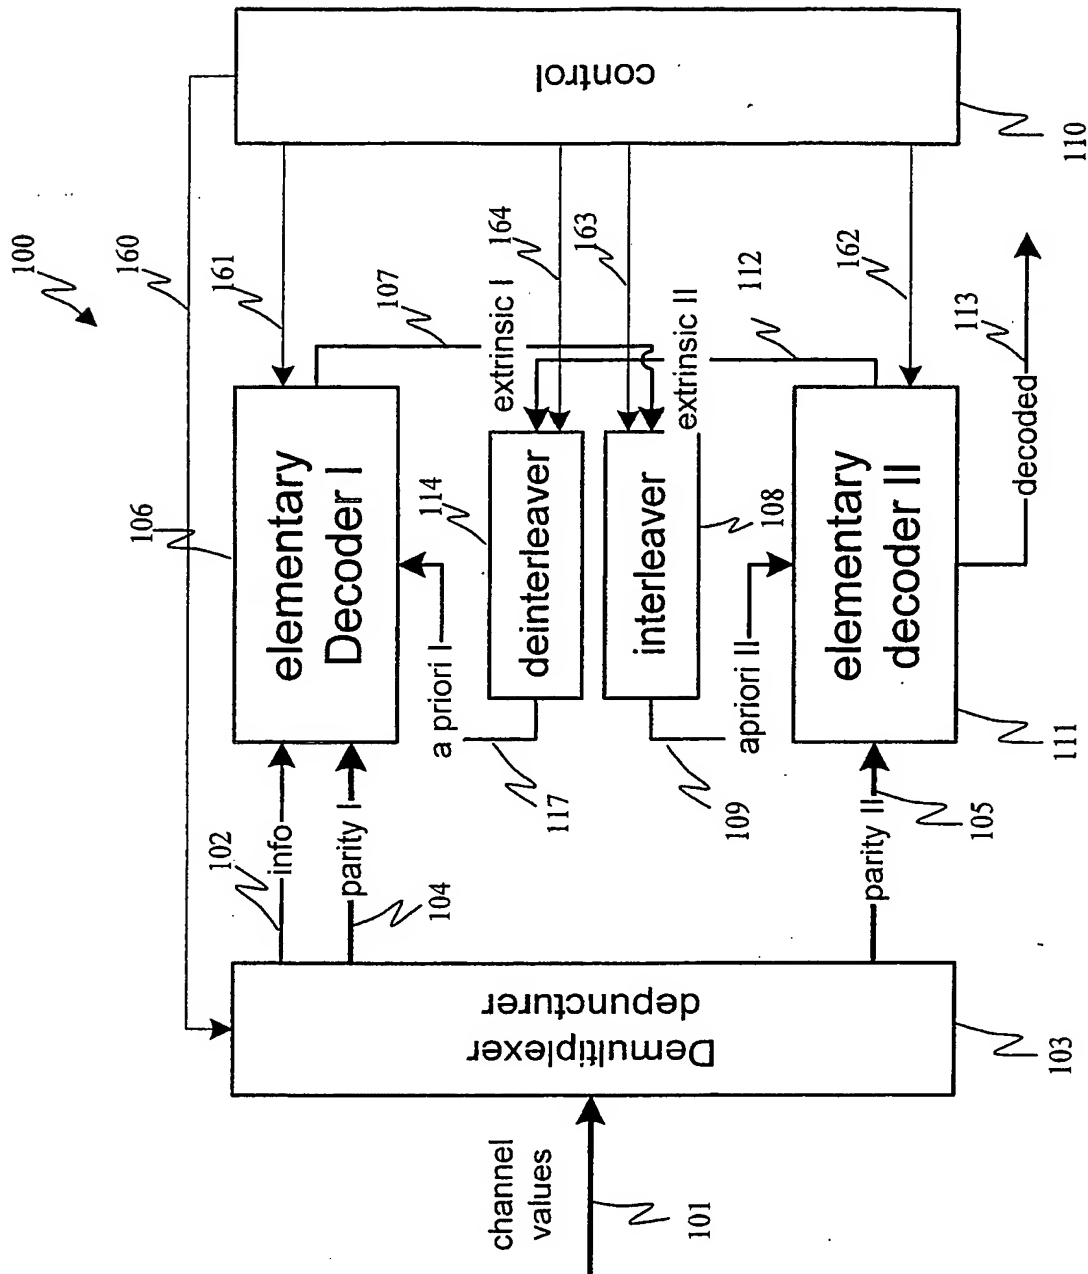 100
160
106
161
107
164
163
112
162
113
110
control
extrinsic I
extrinsic II
elementary
Decoder I
114
deinterleaver
interleaver
108
elementary
decoder II
decoded
111
a priori I
apriori II
117
109
102
info
parity I
104
parity II
105
Demultiplexer
depuncturer
103
channel
values
101